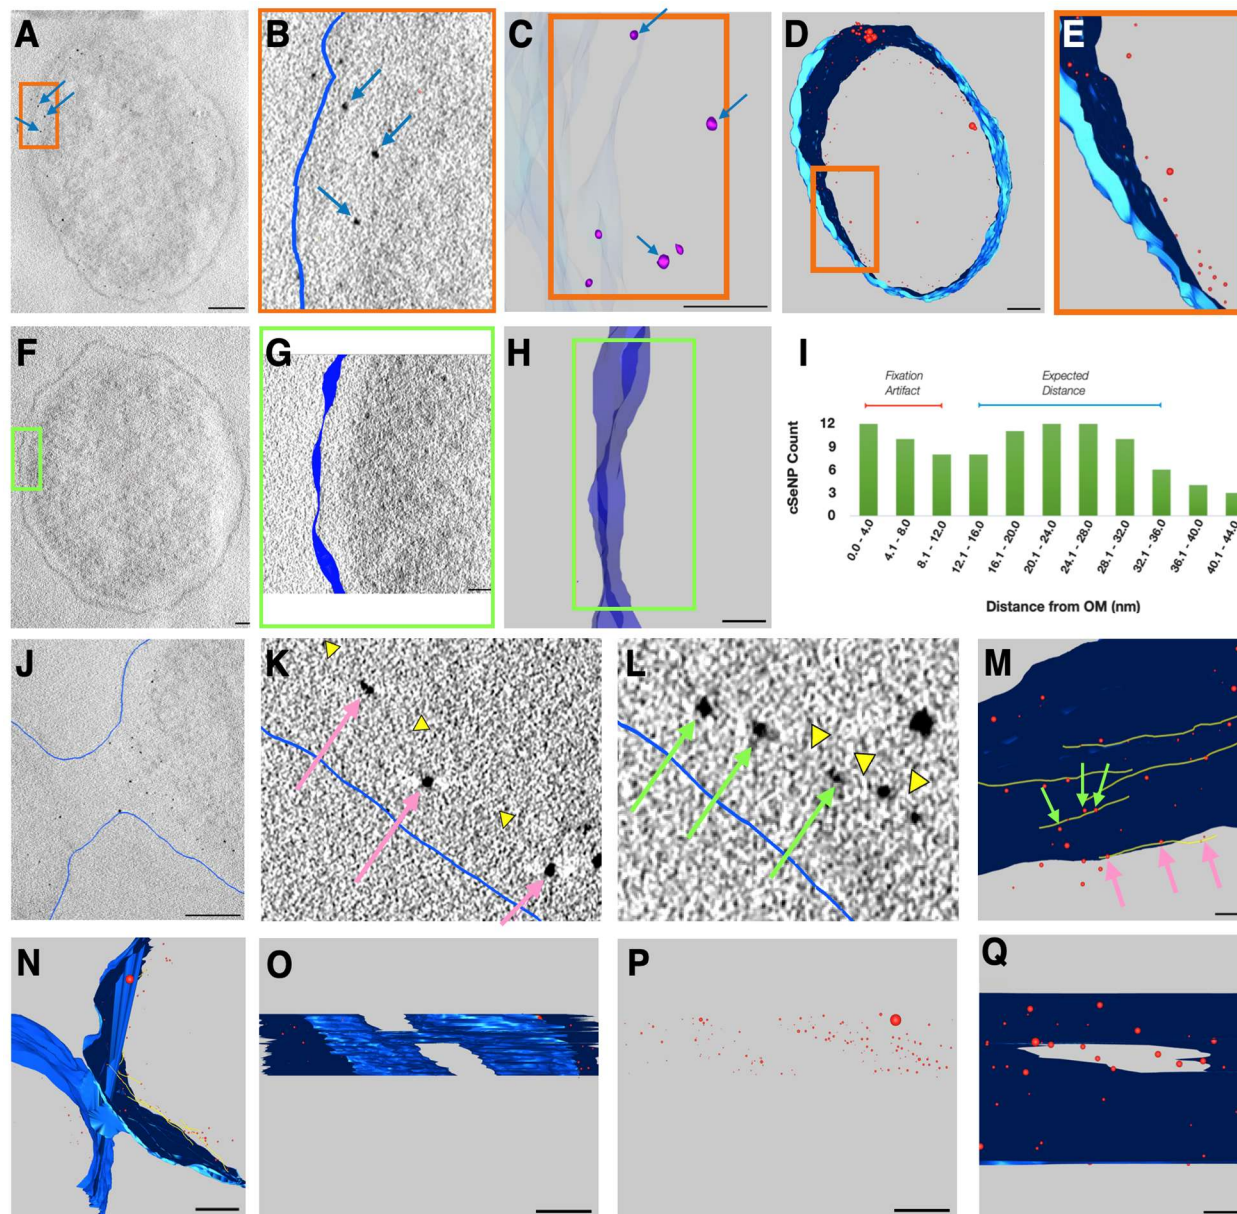 A
B
C
D
E
F
G
H
I
Fixation
Artifact
Expected
Distance
cSeNP Count
12
9
6
3
0
0.0 - 4.0
4.1 - 8.0
8.1 - 12.0
12.1 - 16.0
16.1 - 20.0
20.1 - 24.0
24.1 - 28.0
28.1 - 32.0
32.1 - 36.0
36.1 - 40.0
40.1 - 44.0
Distance from OM (nm)
J
K
L
M
N
O
P
Q